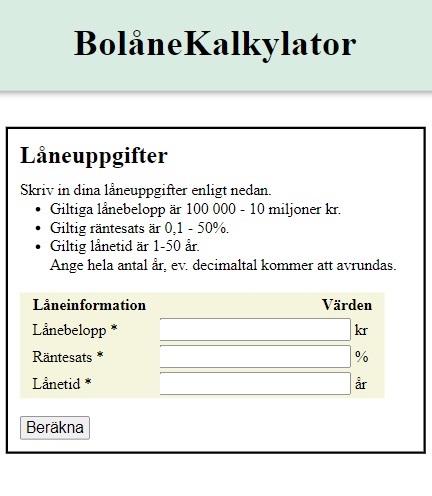 BolåneKalkylator
Låneuppgifter
Skriv in dina låneuppgifter enligt nedan.
• Giltiga lånebelopp är 100 000 - 10 miljoner kr.
• Giltig räntesats är 0,1 - 50%.
• Giltig lånetid är 1-50 år.
Ange hela antal år, ev. decimaltal kommer att avrundas.
Låneinformation Värden
Lånebelopp * kr
Räntesats * %
Lånetid * år
Beräkna